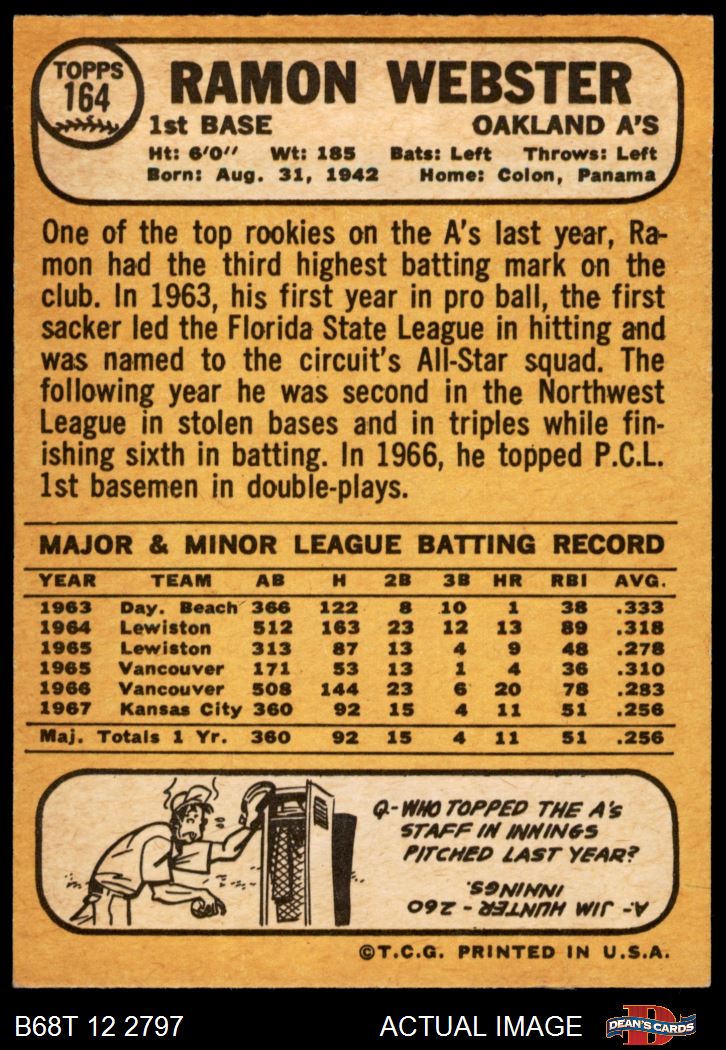 TOPPS
164
RAMON WEBSTER
1st BASE OAKLAND A'S
Ht: 6'0'' Wt: 185 Bats: Left Throws: Left
Born: Aug. 31, 1942 Home: Colon, Panama
One of the top rookies on the A's last year, Ra-
mon had the third highest batting mark on the
club. In 1963, his first year in pro ball, the first
sacker led the Florida State League in hitting and
was named to the circuit's All-Star squad. The
following year he was second in the Northwest
League in stolen bases and in triples while fin-
ishing sixth in batting. In 1966, he topped P.C.L.
1st basemen in double-plays.
MAJOR & MINOR LEAGUE BATTING RECORD
YEAR TEAM AB H 2B 3B HR RBI AVG.
1963 Day. Beach 366 122 8 10 1 38 .333
1964 Lewiston 512 163 23 12 13 89 .318
1965 Lewiston 313 87 13 4 9 48 .278
1965 Vancouver 171 53 13 1 4 36 .310
1966 Vancouver 508 144 23 6 20 78 .283
1967 Kansas City 360 92 15 4 11 51 .256
Maj. Totals 1 Yr. 360 92 15 4 11 51 .256
Q-WHO TOPPED THE A's
STAFF IN INNINGS
PITCHED LAST YEAR?
A- JIM HUNTER - 260
INNINGS.
©T.C.G. PRINTED IN U.S.A.
B68T 12 2797 ACTUAL IMAGE DEAN'S CARDS